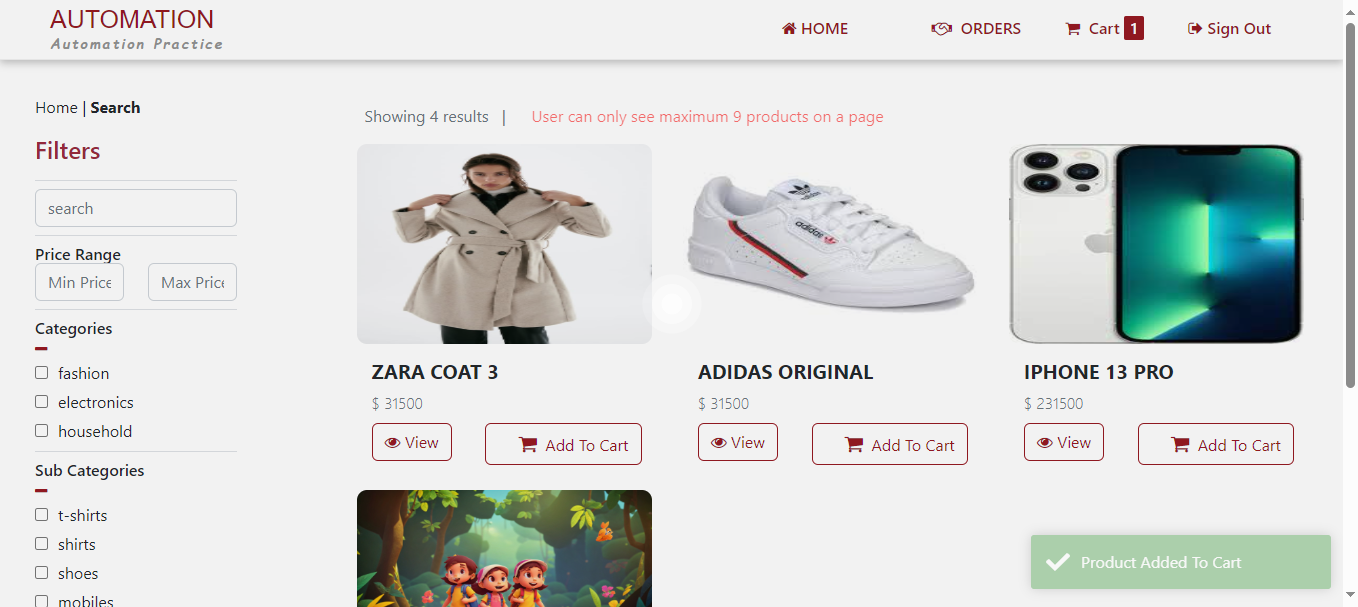 AUTOMATION
Automation Practice
HOME
ORDERS
Cart 1
Sign Out
Home | Search
Filters
search
Price Range
Min Price
Max Price
Categories
fashion
electronics
household
Sub Categories
t-shirts
shirts
shoes
mobiles
Showing 4 results |
User can only see maximum 9 products on a page
adidas
ZARA COAT 3
$ 31500
View
Add To Cart
ADIDAS ORIGINAL
$ 31500
View
Add To Cart
IPHONE 13 PRO
$ 231500
View
Add To Cart
Product Added To Cart